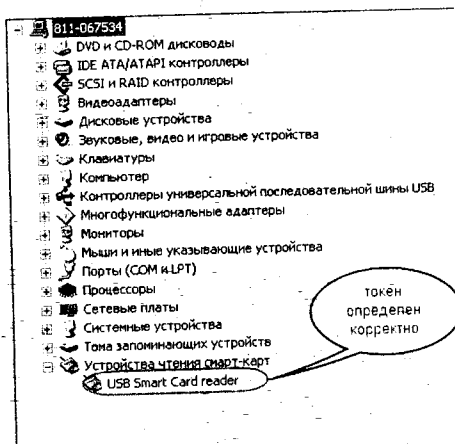 811-067534
DVD и CD-ROM дисководы
IDE ATA/ATAPI контроллеры
SCSI и RAID контроллеры
Видеоадаптеры
Дисковые устройства
Звуковые, видео и игровые устройства
Клавиатуры
Компьютер
Контроллеры универсальной последовательной шины USB
Многофункциональные адаптеры
Мониторы
Мыши и иные указывающие устройства
Порты (COM и LPT)
Процессоры
Сетевые платы
Системные устройства
Тома запоминающих устройств
Устройства чтения смарт-карт
USB Smart Card reader
токен
определен
корректно